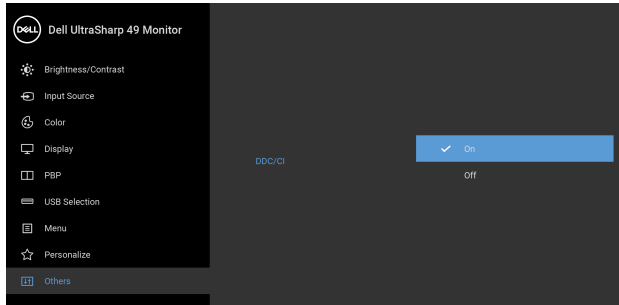 DELL
Dell UltraSharp 49 Monitor
Brightness/Contrast
Input Source
Color
Display
PBP
USB Selection
Menu
Personalize
Others
DDC/CI
On
Off